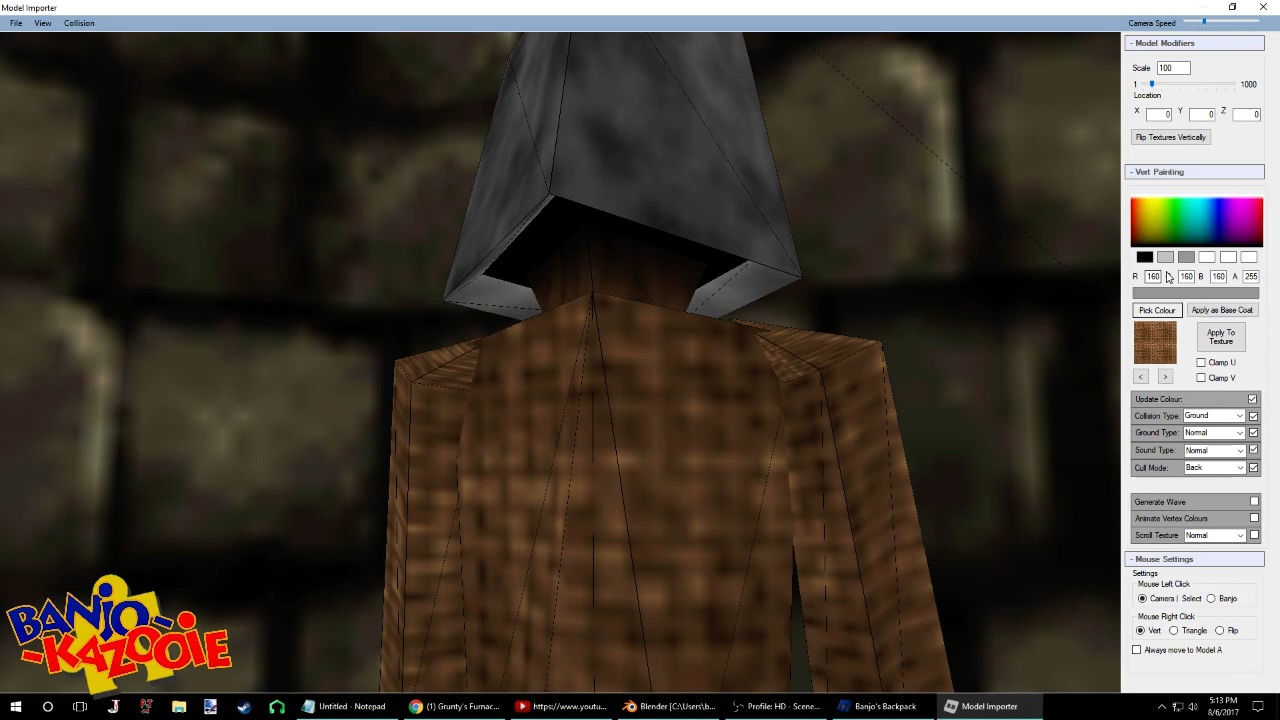 Model Importer
File View Collision
Camera Speed
- Model Modifiers
Scale 100
1 1000
Location
X 0 Y 0 Z 0
Flip Textures Vertically
- Vert Painting
R 160 160 B 160 A 255
Pick Colour Apply as Base Coat
Apply To
Texture
Clamp U
< > Clamp V
Update Colour:
Collision Type: Ground
Ground Type: Normal
Sound Type: Normal
Cull Mode: Back
Generate Wave
Animate Vertex Colours
Scroll Texture Normal
- Mouse Settings
Settings
Mouse Left Click
Camera | Select Banjo
Mouse Right Click
Vert Triangle Flip
Always move to Model A
BANJO-
-KAZOOIE
Untitled - Notepad (1) Grunty's Furnac... https://www.youtu... Blender [C:\Users\b... Profile: HD - Scene... Banjo's Backpack Model Importer
5:13 PM
8/6/2017